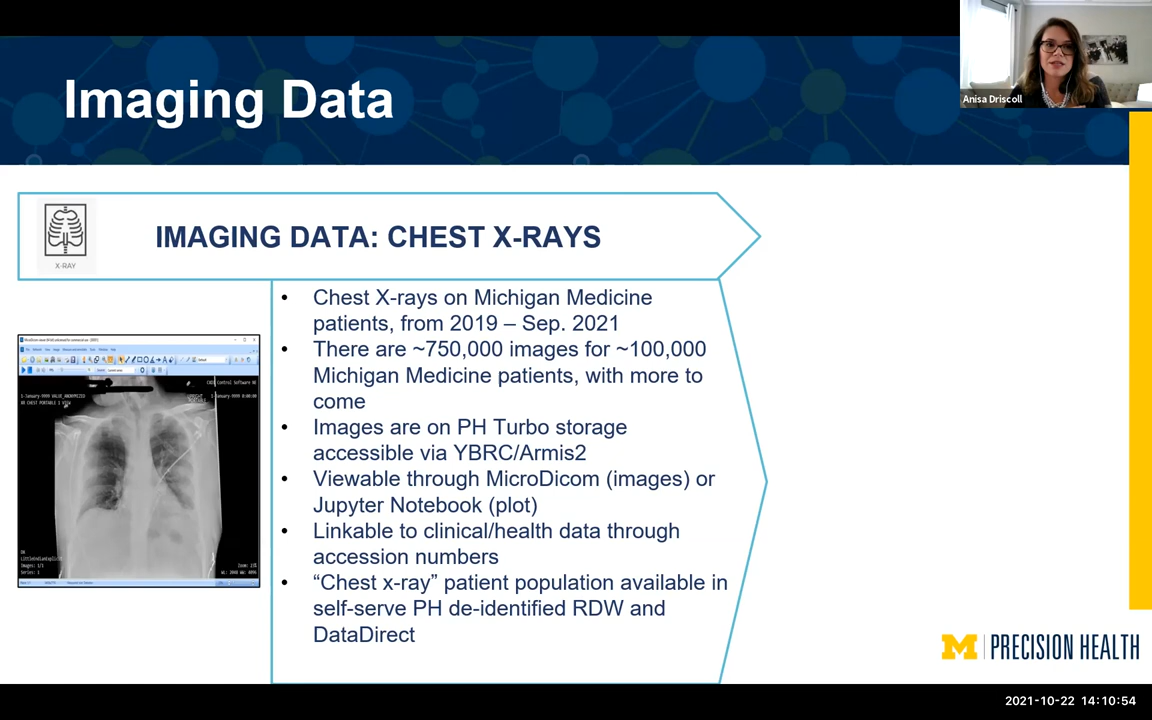 Imaging Data
Anisa Driscoll
IMAGING DATA: CHEST X-RAYS
X-RAY
• Chest X-rays on Michigan Medicine
patients, from 2019 – Sep. 2021
• There are ~750,000 images for ~100,000
Michigan Medicine patients, with more to
come
• Images are on PH Turbo storage
accessible via YBRC/Armis2
• Viewable through MicroDicom (images) or
Jupyter Notebook (plot)
• Linkable to clinical/health data through
accession numbers
• “Chest x-ray” patient population available in
self-serve PH de-identified RDW and
DataDirect
M PRECISION HEALTH
2021-10-22 14:10:54